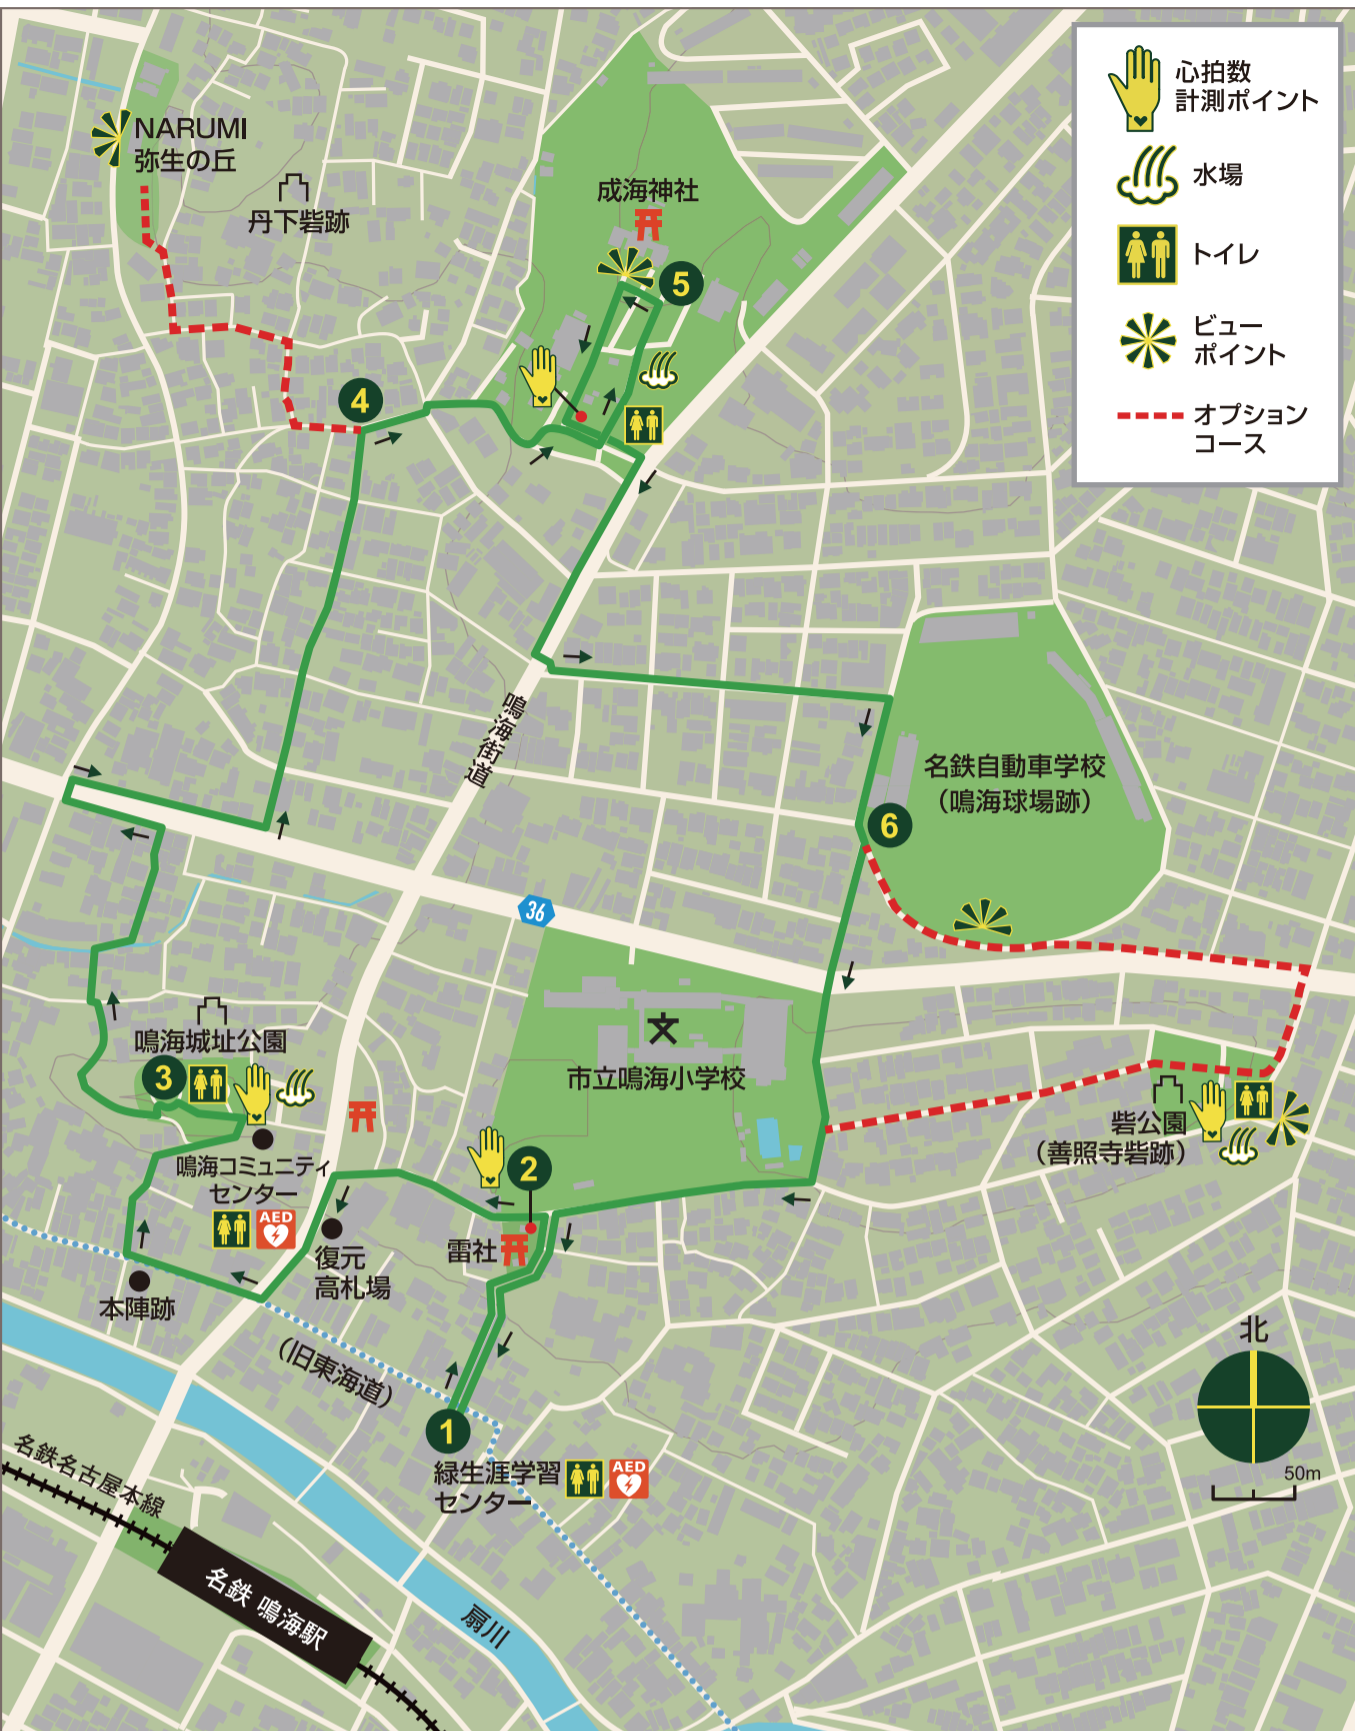 心拍数
計測ポイント
水場
トイレ
ビュー
ポイント
オプション
コース
NARUMI
弥生の丘
丹下砦跡
成海神社
5
4
鳴海街道
名鉄自動車学校
（鳴海球場跡）
6
36
鳴海城址公園
3
市立鳴海小学校
文
砦公園
（善照寺砦跡）
鳴海コミュニティ
センター
AED
2
雷社
復元
高札場
本陣跡
（旧東海道）
1
緑生涯学習
センター
AED
北
50m
名鉄名古屋本線
名鉄 鳴海駅
扇川